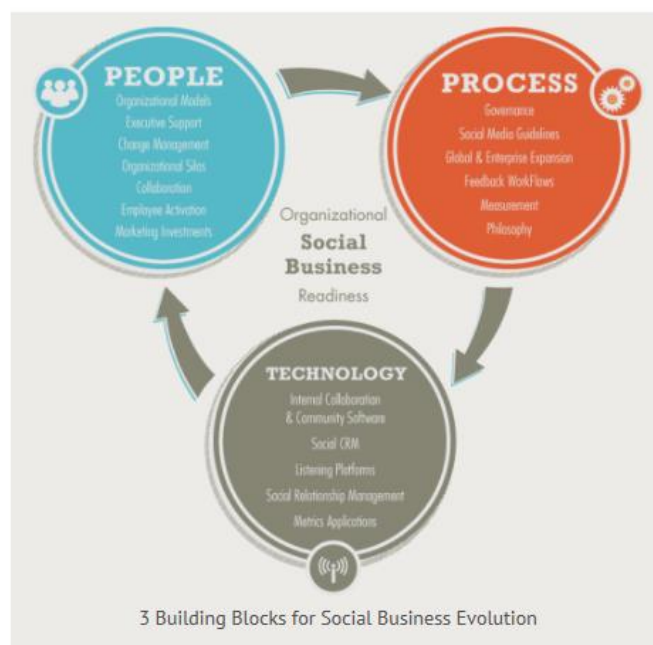 PEOPLE
Organizational Models
Executive Support
Change Management
Organizational Silos
Collaboration
Employee Activation
Marketing Investments
PROCESS
Governance
Social Media Guidelines
Global & Enterprise Expansion
Feedback WorkFlows
Measurement
Philosophy
Organizational
Social
Business
Readiness
TECHNOLOGY
Internal Collaboration
& Community Software
Social CRM
Listening Platforms
Social Relationship Management
Metrics Applications
3 Building Blocks for Social Business Evolution